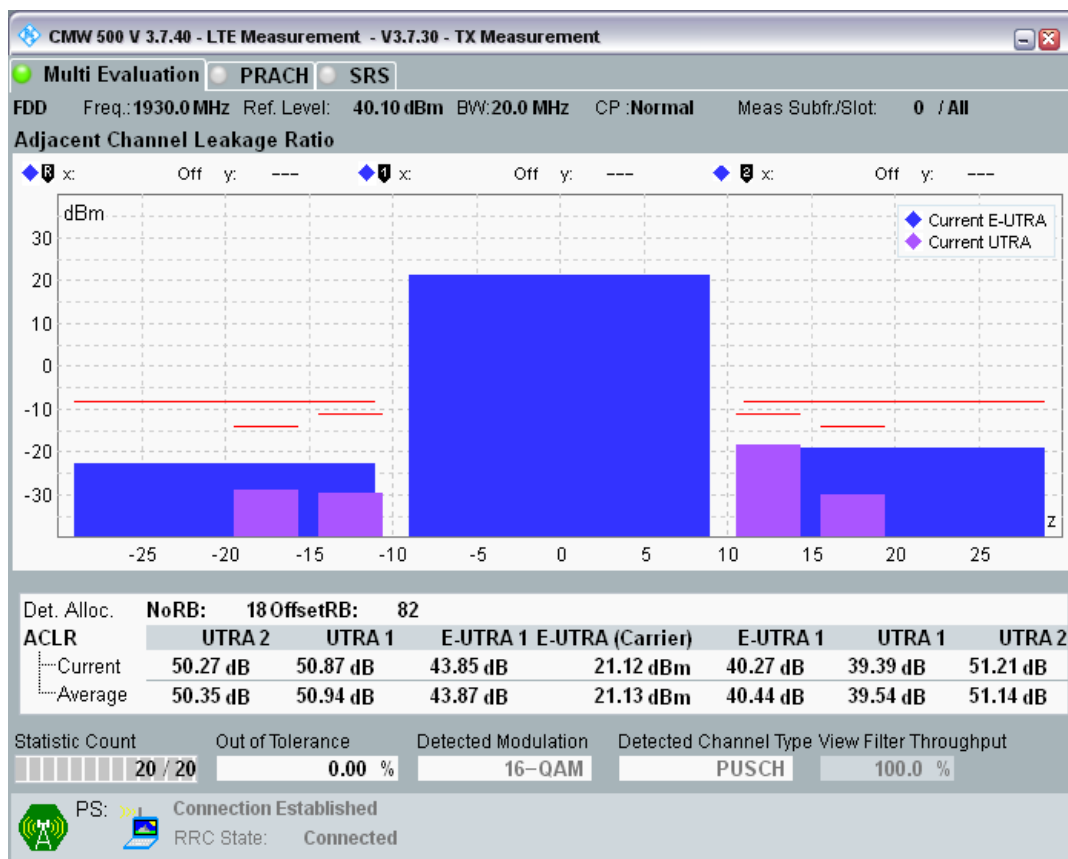 CMW 500 V 3.7.40 - LTE Measurement - V3.7.30 - TX Measurement
Multi Evaluation PRACH SRS
FDD Freq.:1930.0 MHz Ref. Level: 40.10 dBm BW:20.0 MHz CP :Normal Meas Subfr./Slot: 0 / All
Adjacent Channel Leakage Ratio
R x: Off y: --- 1 x: Off y: --- 2 x: Off y: ---
dBm
Current E-UTRA
Current UTRA
30
20
10
0
-10
-20
-30
z
-25 -20 -15 -10 -5 0 5 10 15 20 25
Det. Alloc. NoRB: 18 OffsetRB: 82
ACLR UTRA 2 UTRA 1 E-UTRA 1 E-UTRA (Carrier) E-UTRA 1 UTRA 1 UTRA 2
Current 50.27 dB 50.87 dB 43.85 dB 21.12 dBm 40.27 dB 39.39 dB 51.21 dB
Average 50.35 dB 50.94 dB 43.87 dB 21.13 dBm 40.44 dB 39.54 dB 51.14 dB
Statistic Count Out of Tolerance Detected Modulation Detected Channel Type View Filter Throughput
20 / 20 0.00 % 16-QAM PUSCH 100.0 %
PS: Connection Established
RRC State: Connected